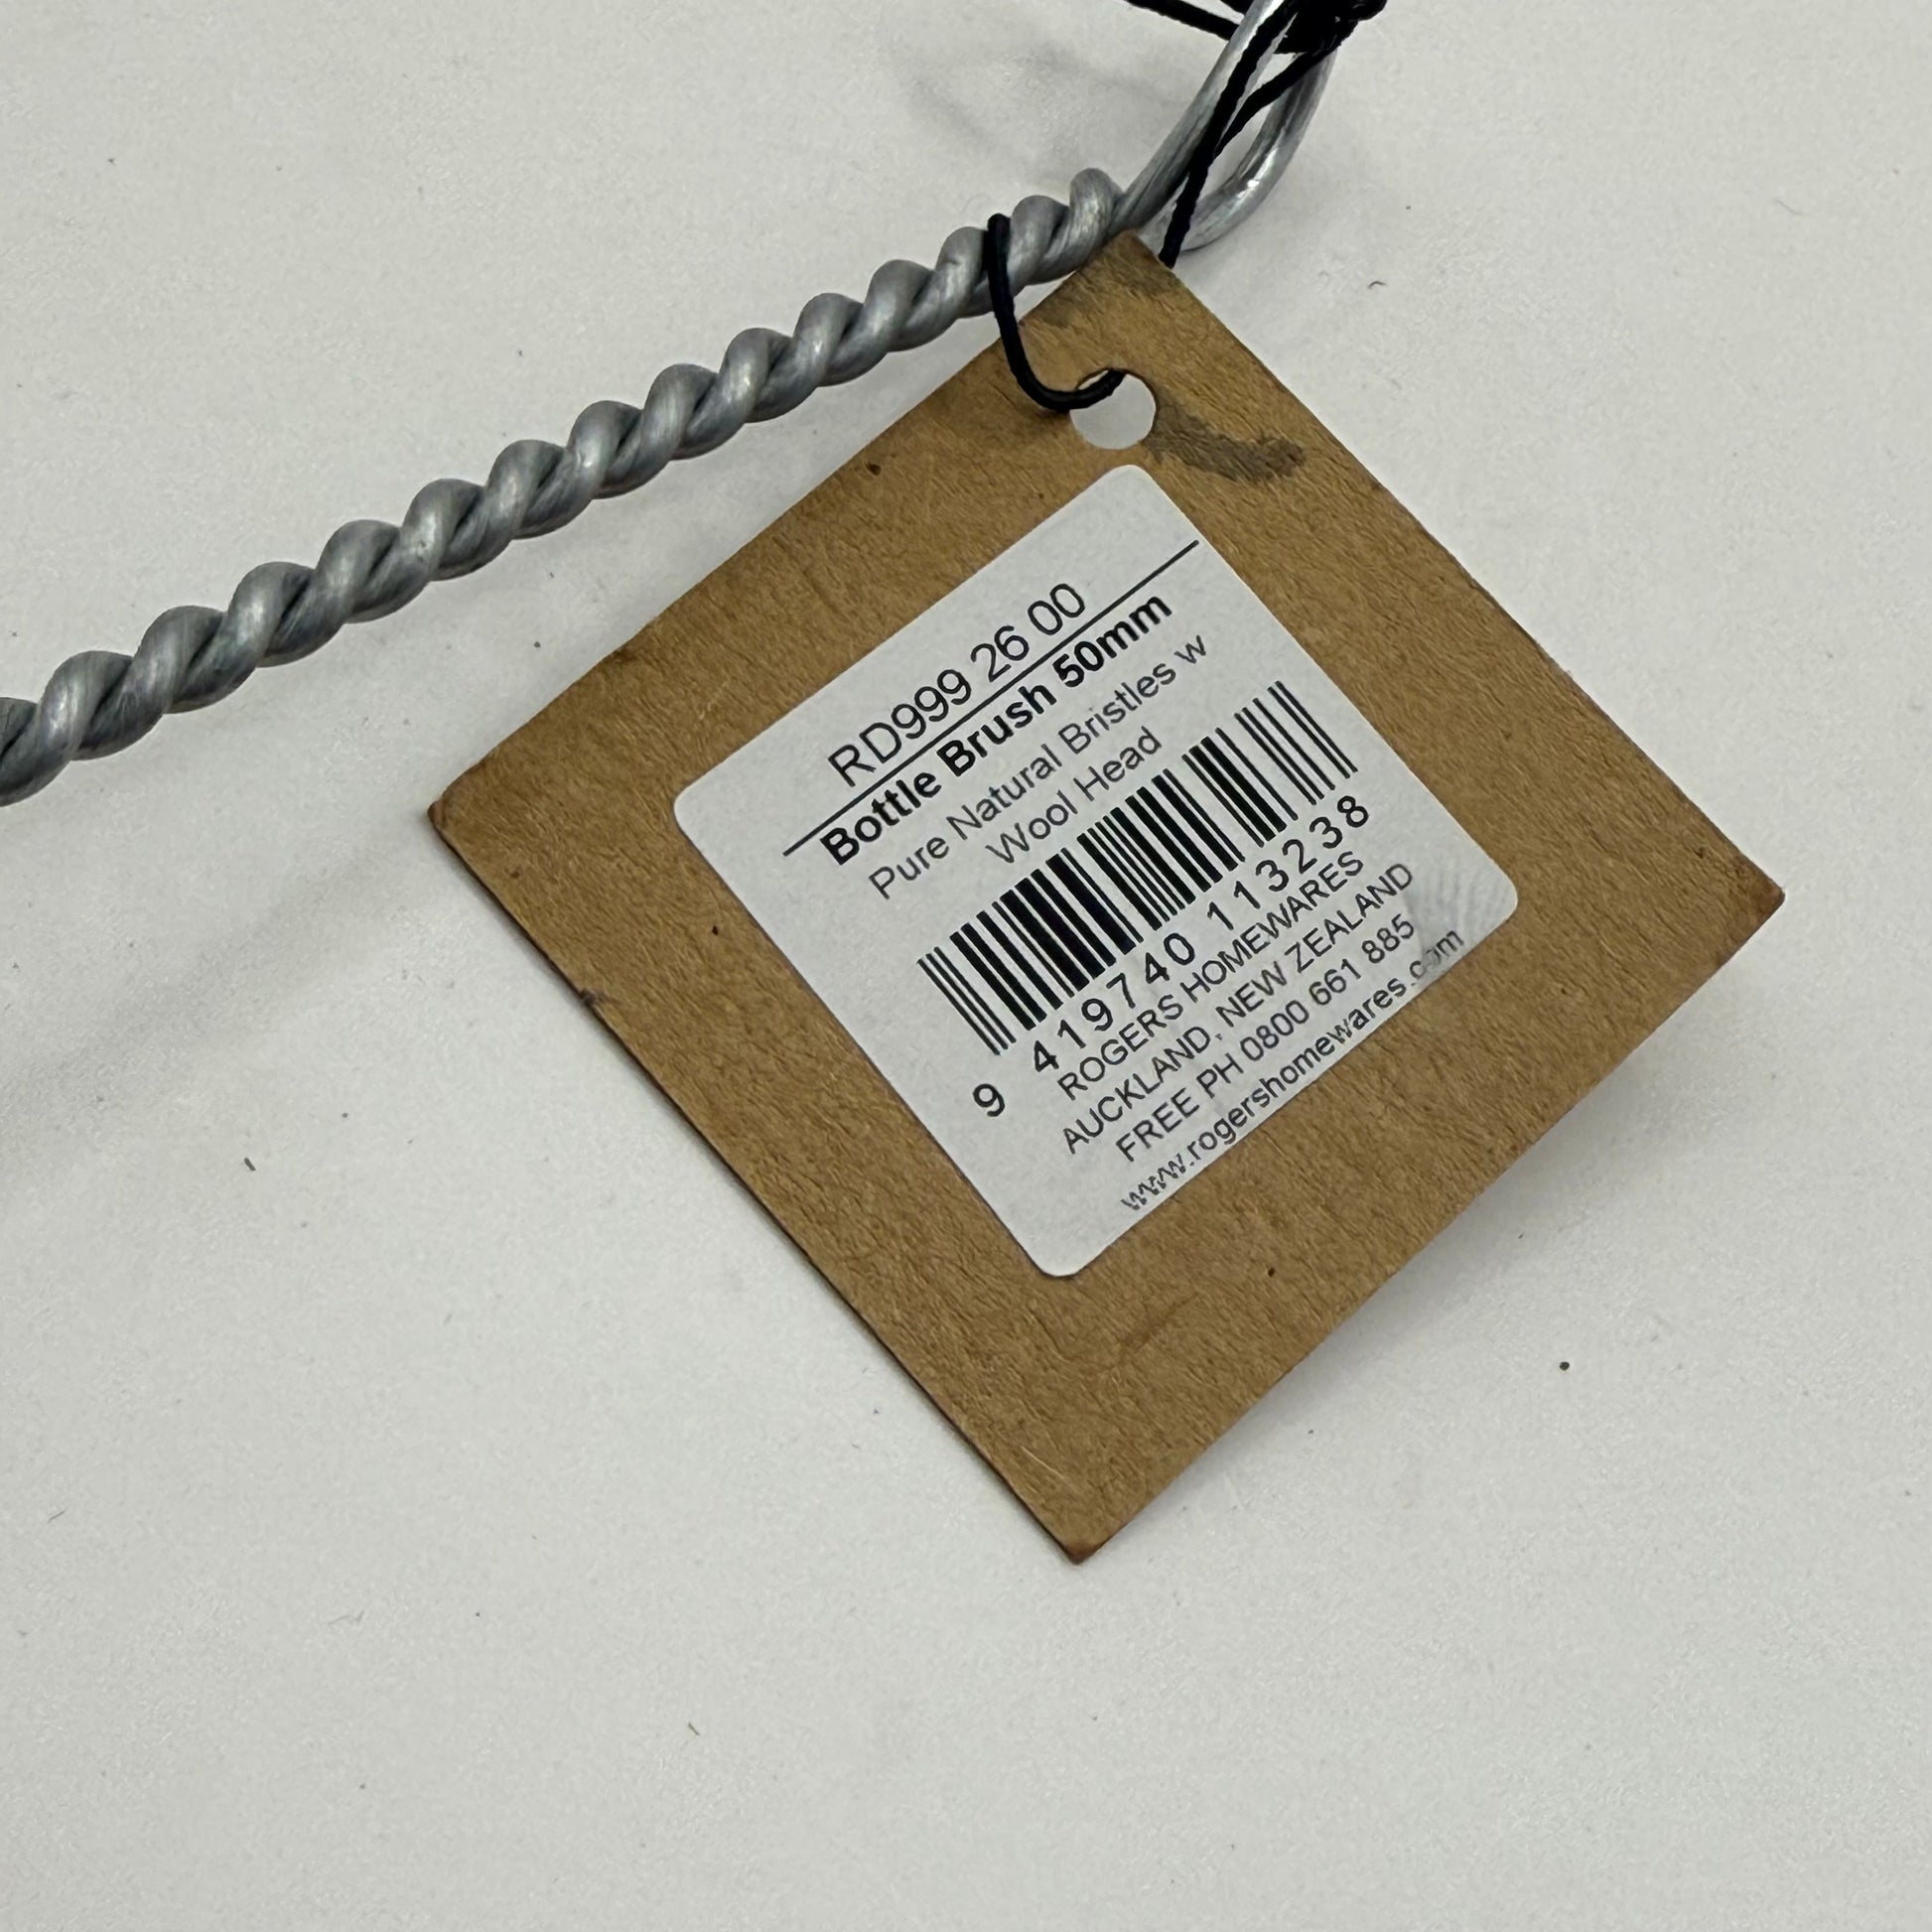 RD999 26 00
Bottle Brush 50mm
Pure Natural Bristles w
Wool Head
9 419740 113238
ROGERS HOMEWARES
AUCKLAND, NEW ZEALAND
FREE PH 0800 661 885
www.rogershomewares.com